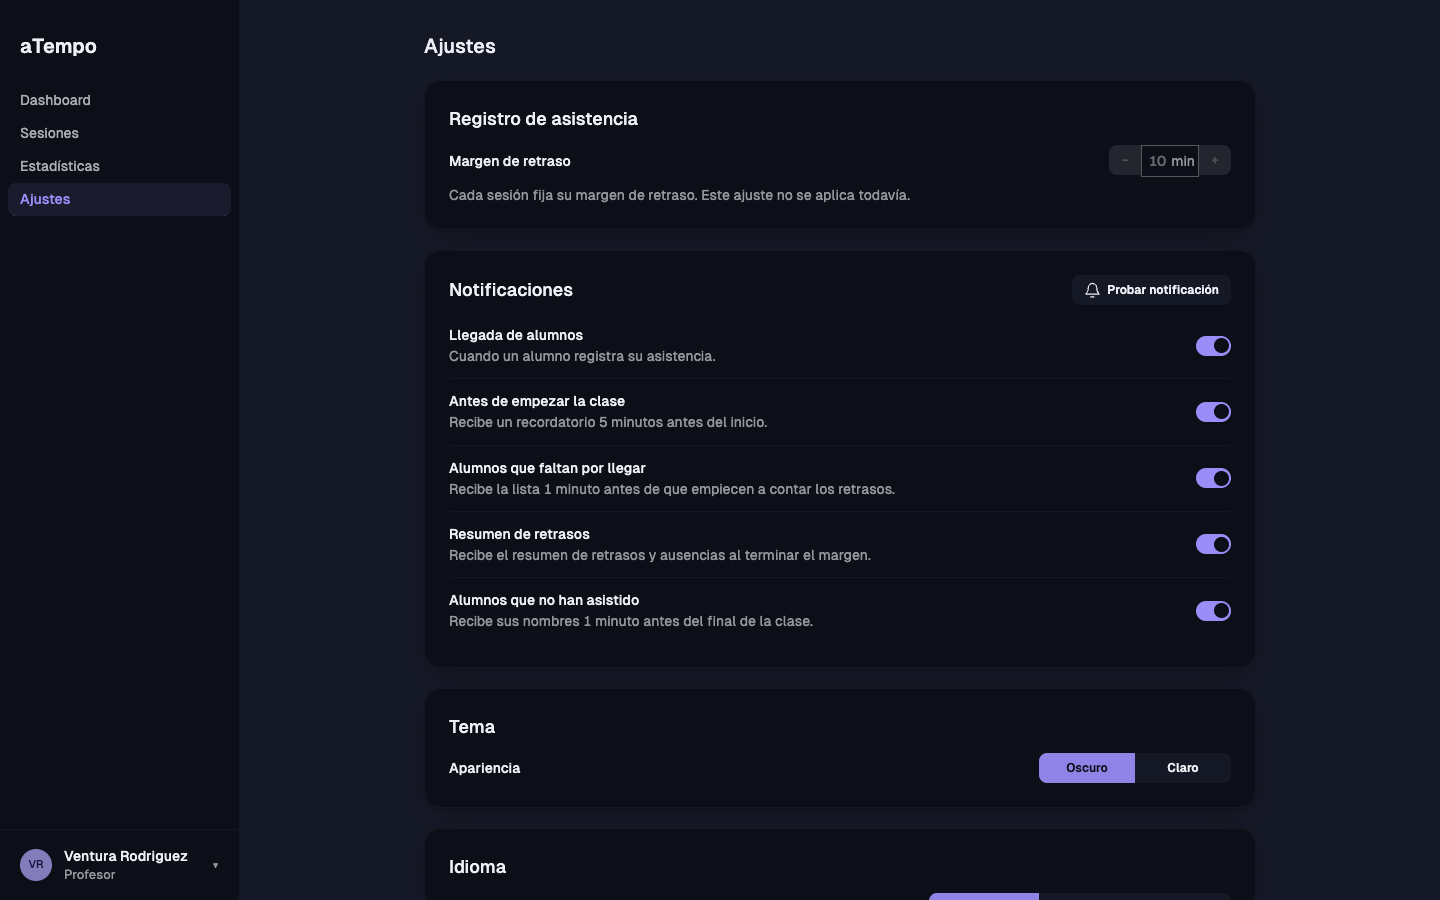 aTempo
Dashboard
Sesiones
Estadísticas
Ajustes
VR
Ventura Rodriguez
Profesor
Ajustes
Registro de asistencia
Margen de retraso
− 10 min +
Cada sesión fija su margen de retraso. Este ajuste no se aplica todavía.
Notificaciones
Probar notificación
Llegada de alumnos
Cuando un alumno registra su asistencia.
Antes de empezar la clase
Recibe un recordatorio 5 minutos antes del inicio.
Alumnos que faltan por llegar
Recibe la lista 1 minuto antes de que empiecen a contar los retrasos.
Resumen de retrasos
Recibe el resumen de retrasos y ausencias al terminar el margen.
Alumnos que no han asistido
Recibe sus nombres 1 minuto antes del final de la clase.
Tema
Apariencia
Oscuro Claro
Idioma